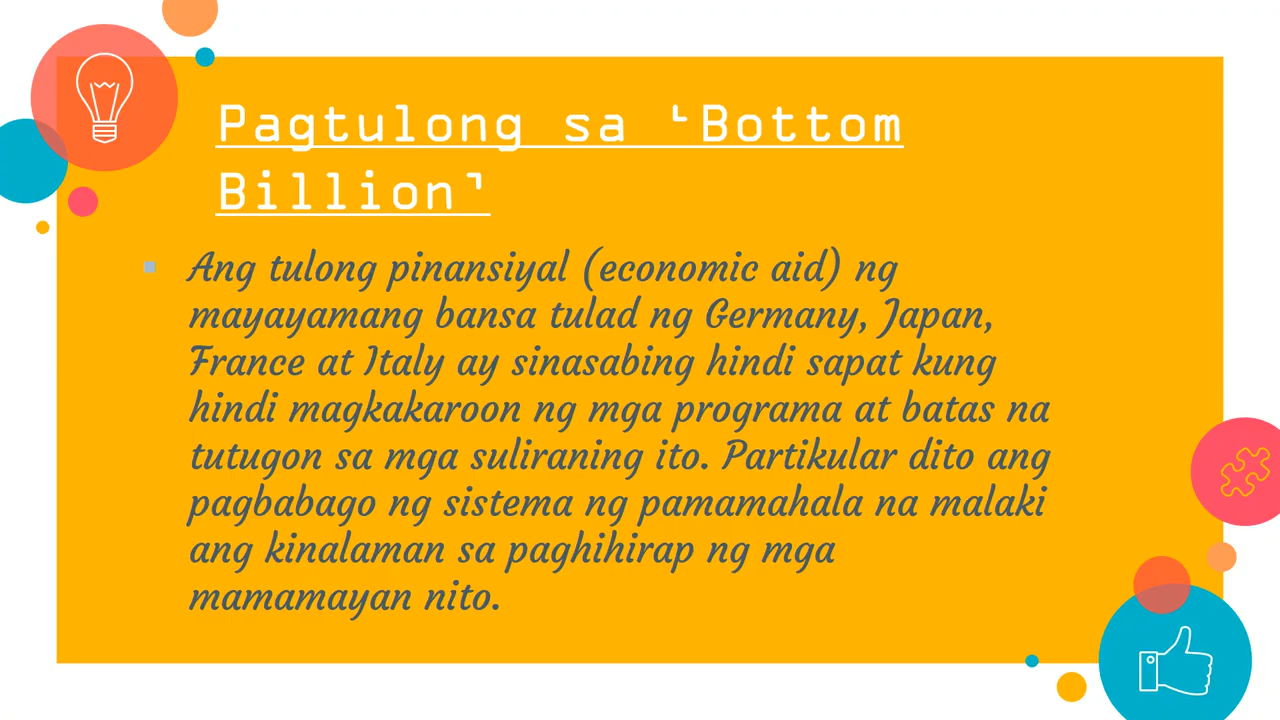 Pagtulong sa ‘Bottom
Billion’
Ang tulong pinansiyal (economic aid) ng
mayayamang bansa tulad ng Germany, Japan,
France at Italy ay sinasabing hindi sapat kung
hindi magkakaroon ng mga programa at batas na
tutugon sa mga suliraning ito. Partikular dito ang
pagbabago ng sistema ng pamamahala na malaki
ang kinalaman sa paghihirap ng mga
mamamayan nito.